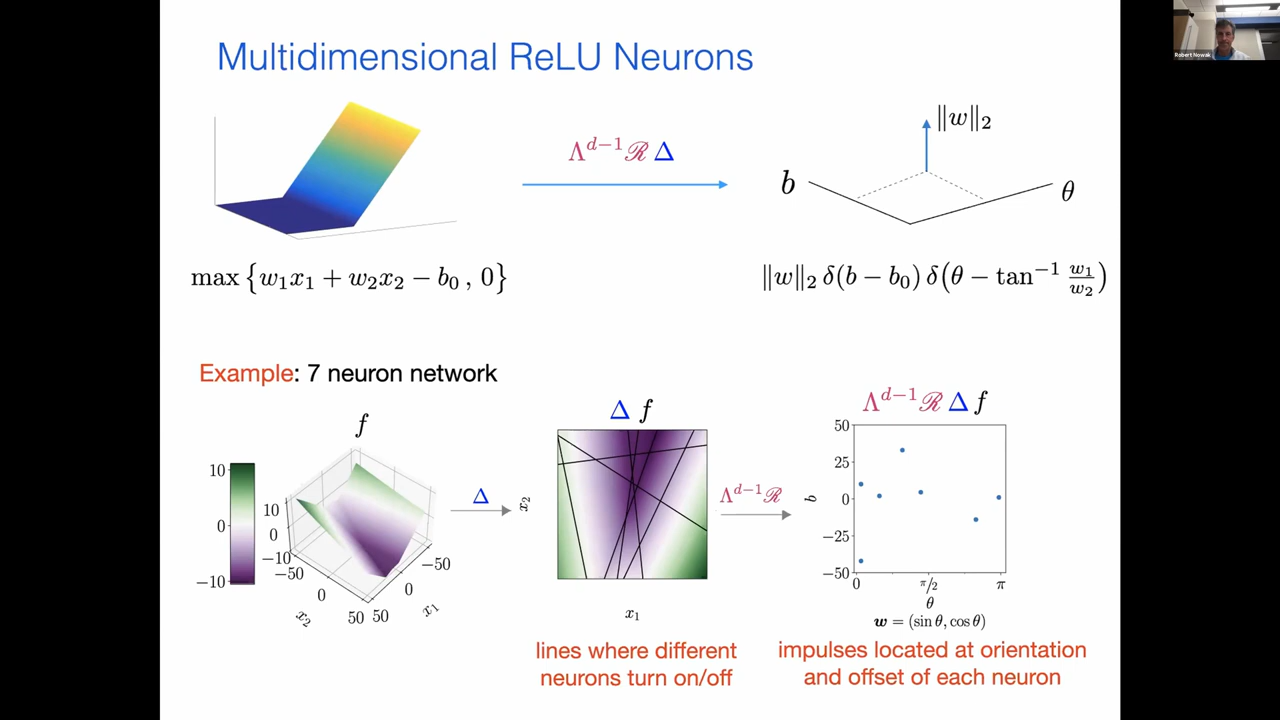 Multidimensional ReLU Neurons
Robert Nowak
Λ^{d−1} ℛ Δ
‖w‖₂
b
θ
max {w₁x₁ + w₂x₂ − b₀ , 0}
‖w‖₂ δ(b − b₀) δ(θ − tan⁻¹ w₁/w₂)
Example: 7 neuron network
f
Δ f
Λ^{d−1} ℛ Δ f
10
0
−10
10
0
−10
−50
0
50
x₂
50
0
−50
x₁
Δ
x₂
x₁
Λ^{d−1} ℛ
50
25
0
−25
−50
b
0
π/2
π
θ
w = (sin θ, cos θ)
lines where different
neurons turn on/off
impulses located at orientation
and offset of each neuron